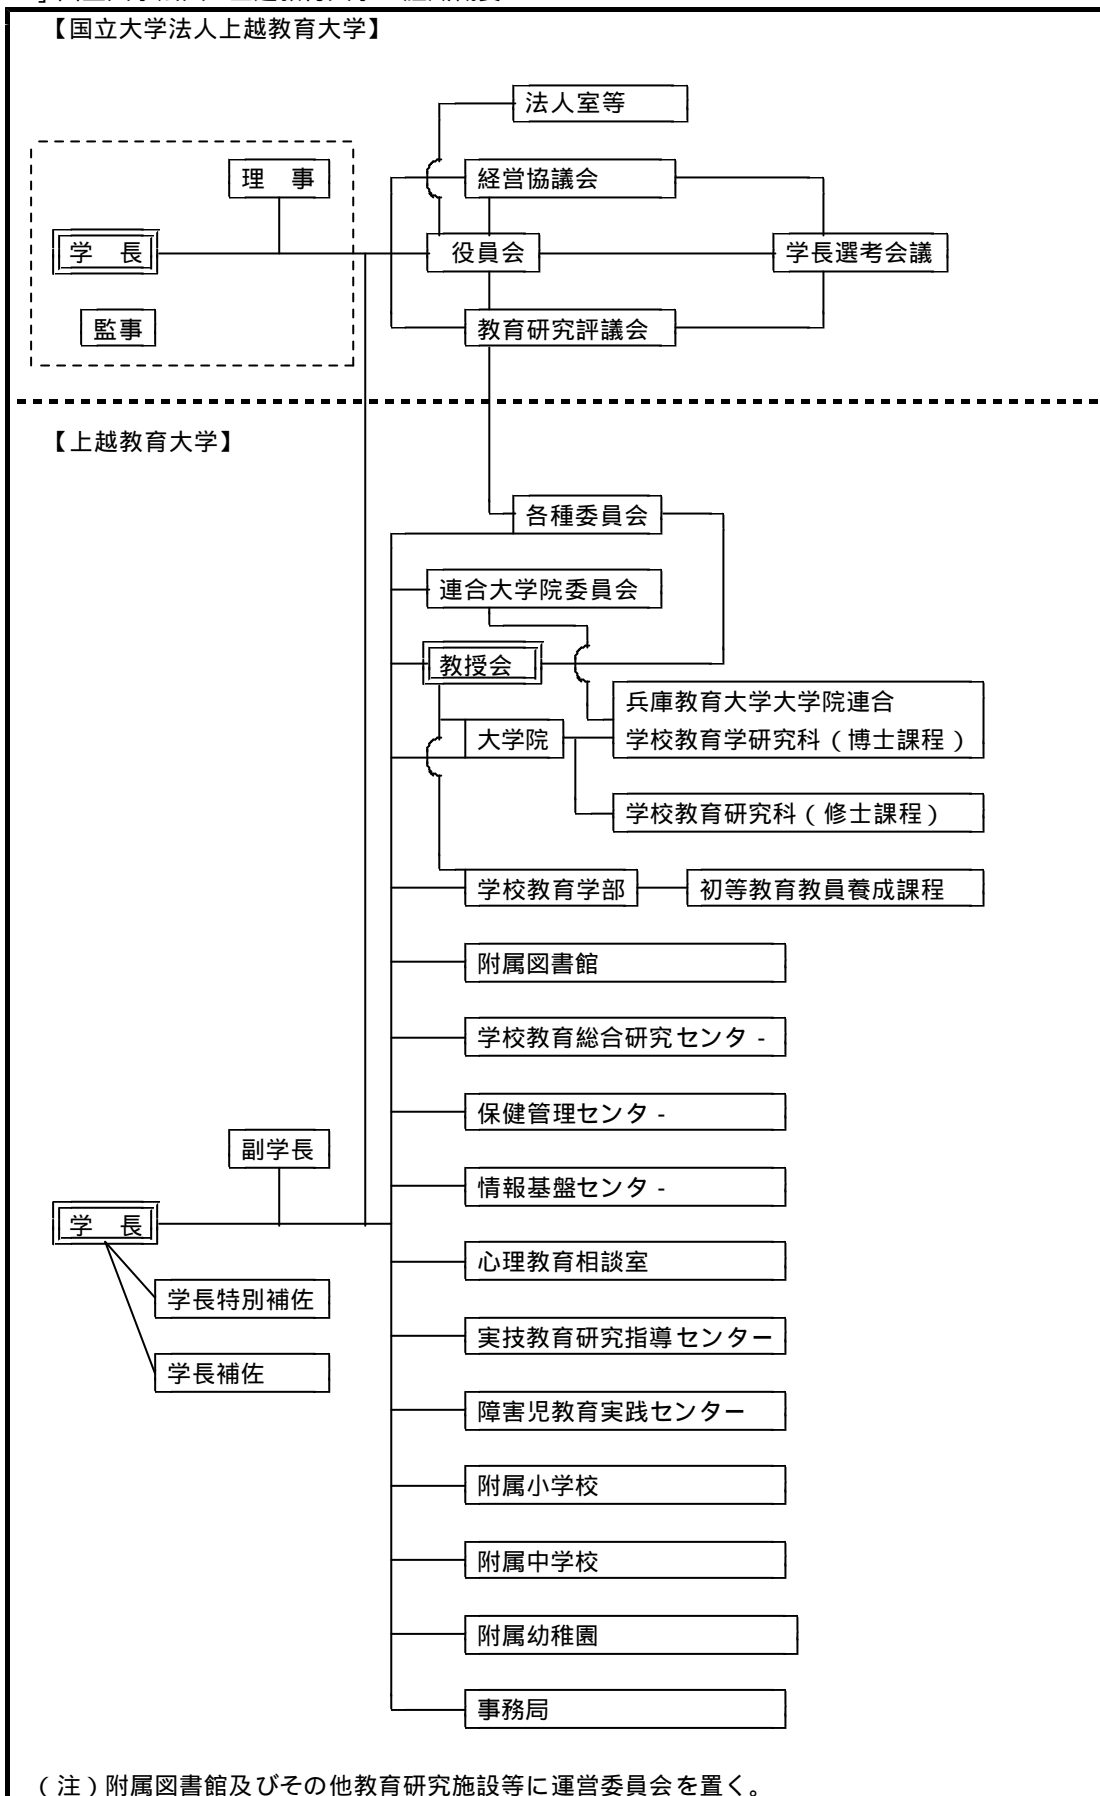 【国立大学法人上越教育大学】
法人室等
理　事
経営協議会
学　長
役員会
学長選考会議
監事
教育研究評議会
【上越教育大学】
各種委員会
連合大学院委員会
教授会
兵庫教育大学大学院連合
学校教育学研究科（博士課程）
大学院
学校教育研究科（修士課程）
学校教育学部
初等教育教員養成課程
附属図書館
学校教育総合研究センタ-
保健管理センタ-
副学長
情報基盤センタ-
学　長
心理教育相談室
学長特別補佐
実技教育研究指導センター
学長補佐
障害児教育実践センター
附属小学校
附属中学校
附属幼稚園
事務局
（注）附属図書館及びその他教育研究施設等に運営委員会を置く。